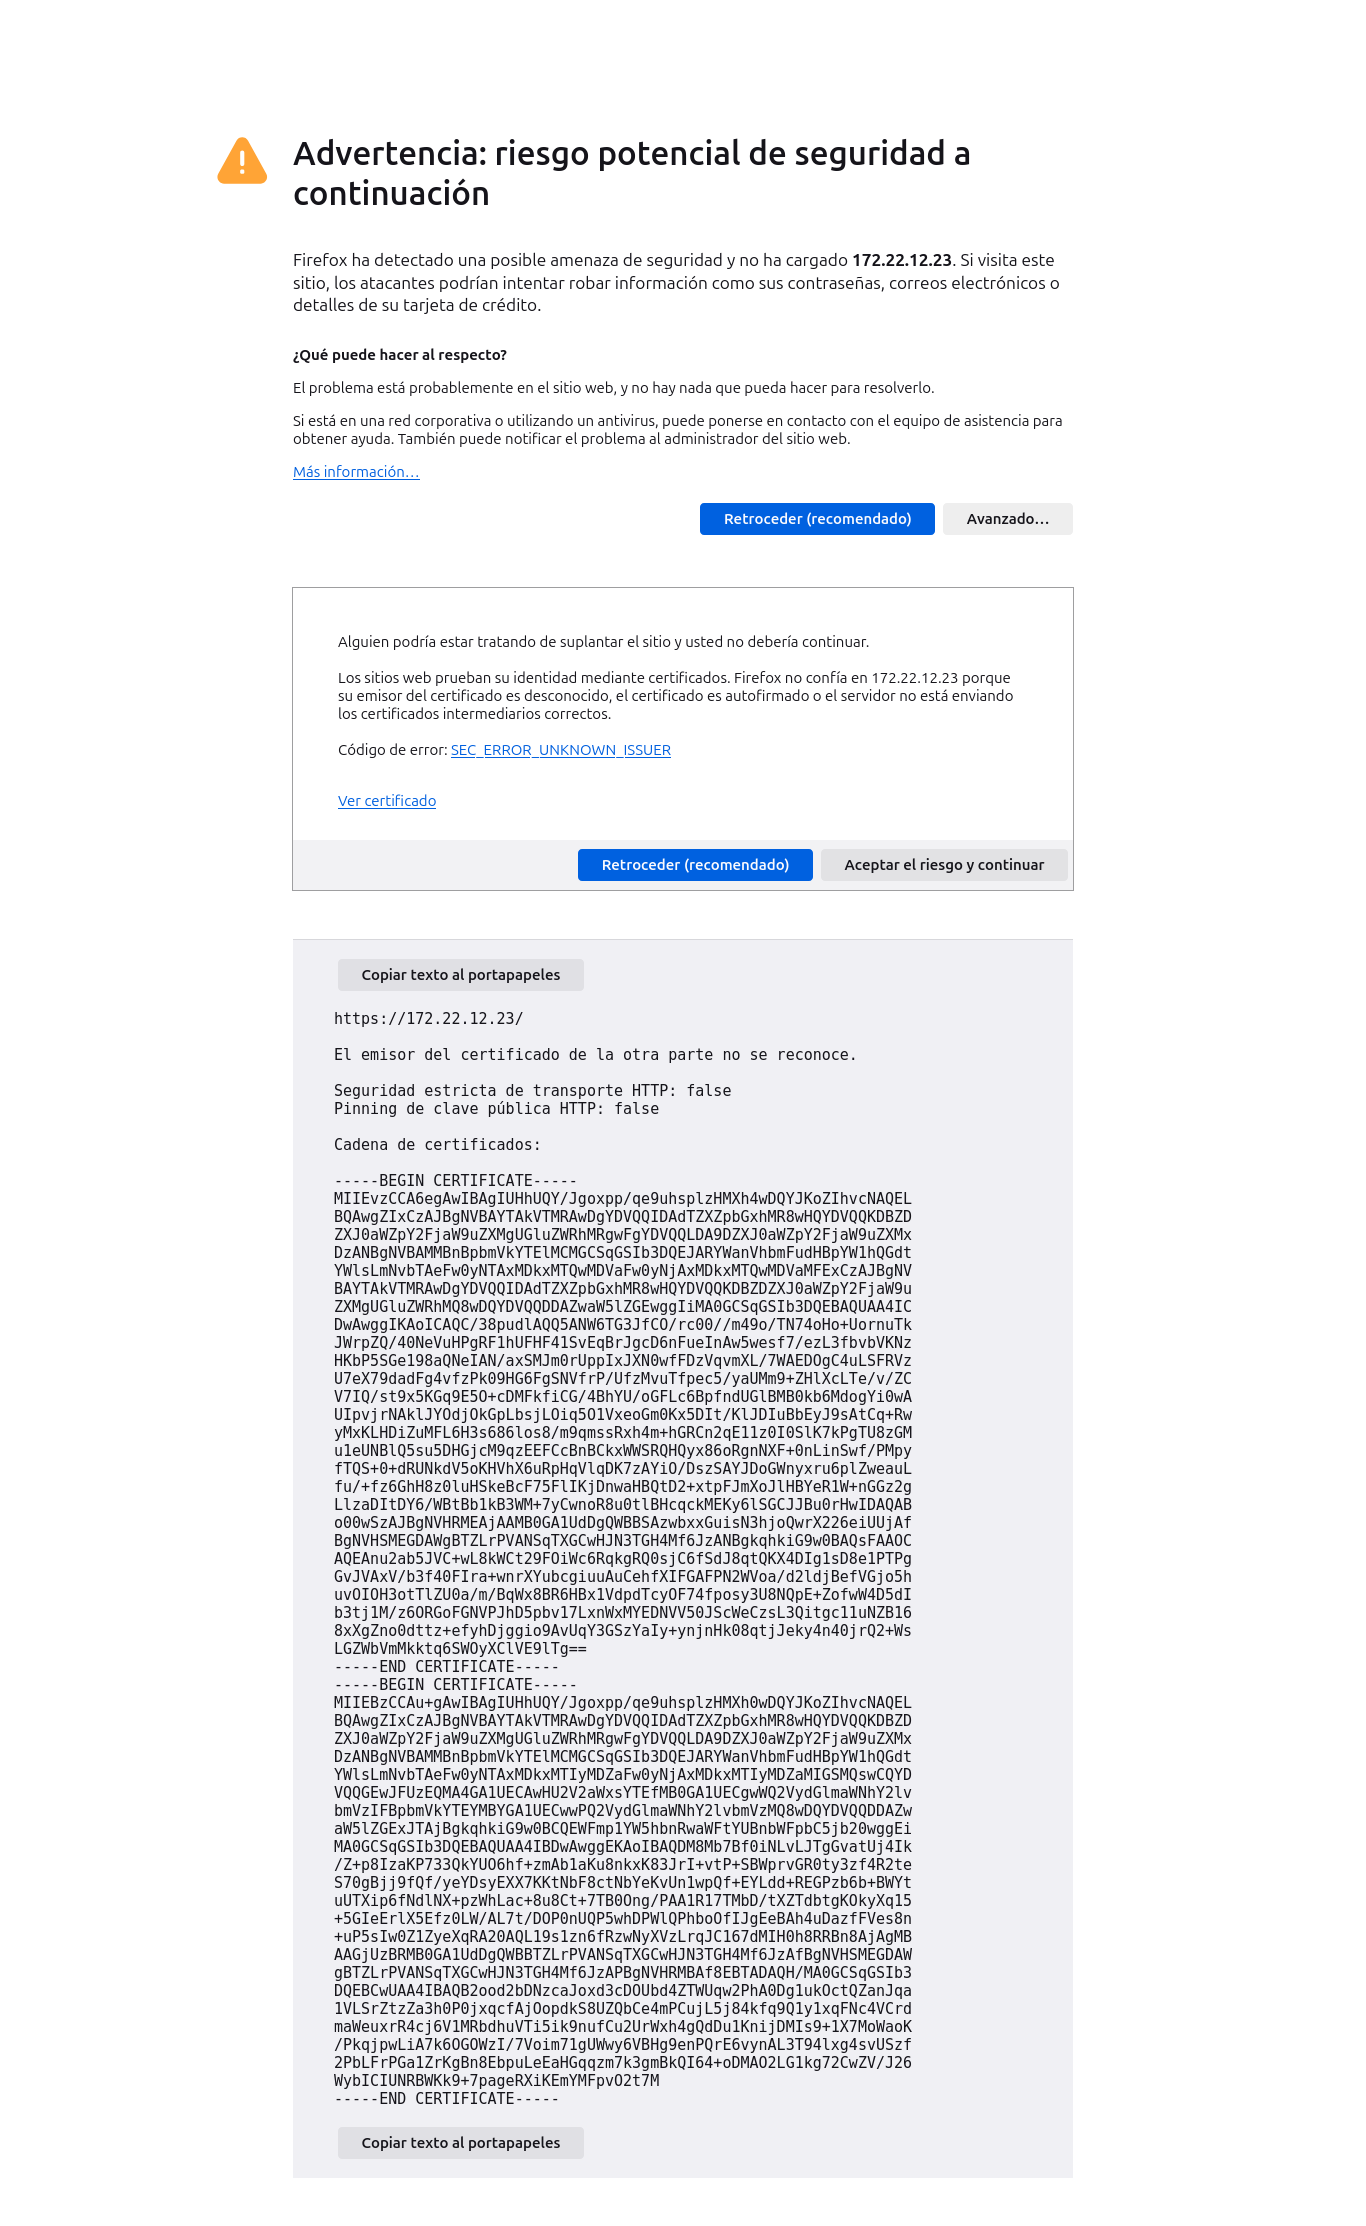 Advertencia: riesgo potencial de seguridad a
continuación
Firefox ha detectado una posible amenaza de seguridad y no ha cargado 172.22.12.23. Si visita este
sitio, los atacantes podrían intentar robar información como sus contraseñas, correos electrónicos o
detalles de su tarjeta de crédito.
¿Qué puede hacer al respecto?
El problema está probablemente en el sitio web, y no hay nada que pueda hacer para resolverlo.
Si está en una red corporativa o utilizando un antivirus, puede ponerse en contacto con el equipo de asistencia para
obtener ayuda. También puede notificar el problema al administrador del sitio web.
Más información…
Retroceder (recomendado) Avanzado…
Alguien podría estar tratando de suplantar el sitio y usted no debería continuar.
Los sitios web prueban su identidad mediante certificados. Firefox no confía en 172.22.12.23 porque
su emisor del certificado es desconocido, el certificado es autofirmado o el servidor no está enviando
los certificados intermediarios correctos.
Código de error: SEC_ERROR_UNKNOWN_ISSUER
Ver certificado
Retroceder (recomendado) Aceptar el riesgo y continuar
Copiar texto al portapapeles
https://172.22.12.23/
El emisor del certificado de la otra parte no se reconoce.
Seguridad estricta de transporte HTTP: false
Pinning de clave pública HTTP: false
Cadena de certificados:
-----BEGIN CERTIFICATE-----
MIIEvzCCA6egAwIBAgIUHhUQY/Jgoxpp/qe9uhsplzHMXh4wDQYJKoZIhvcNAQEL
BQAwgZIxCzAJBgNVBAYTAkVTMRAwDgYDVQQIDAdTZXZpbGxhMR8wHQYDVQQKDBZD
ZXJ0aWZpY2FjaW9uZXMgUGluZWRhMRgwFgYDVQQLDA9DZXJ0aWZpY2FjaW9uZXMx
DzANBgNVBAMMBnBpbmVkYTElMCMGCSqGSIb3DQEJARYWanVhbmFudHBpYW1hQGdt
YWlsLmNvbTAeFw0yNTAxMDkxMTQwMDVaFw0yNjAxMDkxMTQwMDVaMFExCzAJBgNV
BAYTAkVTMRAwDgYDVQQIDAdTZXZpbGxhMR8wHQYDVQQKDBZDZXJ0aWZpY2FjaW9u
ZXMgUGluZWRhMQ8wDQYDVQQDDAZwaW5lZGEwggIiMA0GCSqGSIb3DQEBAQUAA4IC
DwAwggIKAoICAQC/38pudlAQQ5ANW6TG3JfCO/rc00//m49o/TN74oHo+UornuTk
JWrpZQ/40NeVuHPgRF1hUFHF41SvEqBrJgcD6nFueInAw5wesf7/ezL3fbvbVKNz
HKbP5SGe198aQNeIAN/axSMJm0rUppIxJXN0wfFDzVqvmXL/7WAEDOgC4uLSFRVz
U7eX79dadFg4vfzPk09HG6FgSNVfrP/UfzMvuTfpec5/yaUMm9+ZHlXcLTe/v/ZC
V7IQ/st9x5KGq9E5O+cDMFkfiCG/4BhYU/oGFLc6BpfndUGlBMB0kb6MdogYi0wA
UIpvjrNAklJYOdjOkGpLbsjLOiq5O1VxeoGm0Kx5DIt/KlJDIuBbEyJ9sAtCq+Rw
yMxKLHDiZuMFL6H3s686los8/m9qmssRxh4m+hGRCn2qE11z0I0SlK7kPgTU8zGM
u1eUNBlQ5su5DHGjcM9qzEEFCcBnBCkxWWSRQHQyx86oRgnNXF+0nLinSwf/PMpy
fTQS+0+dRUNkdV5oKHVhX6uRpHqVlqDK7zAYiO/DszSAYJDoGWnyxru6plZweauL
fu/+fz6GhH8z0luHSkeBcF75FlIKjDnwaHBQtD2+xtpFJmXoJlHBYeR1W+nGGz2g
LlzaDItDY6/WBtBb1kB3WM+7yCwnoR8u0tlBHcqckMEKy6lSGCJJBu0rHwIDAQAB
o00wSzAJBgNVHRMEAjAAMB0GA1UdDgQWBBSAzwbxxGuisN3hjoQwrX226eiUUjAf
BgNVHSMEGDAWgBTZLrPVANSqTXGCwHJN3TGH4Mf6JzANBgkqhkiG9w0BAQsFAAOC
AQEAnu2ab5JVC+wL8kWCt29FOiWc6RqkgRQ0sjC6fSdJ8qtQKX4DIg1sD8e1PTPg
GvJVAxV/b3f40FIra+wnrXYubcgiuuAuCehfXIFGAFPN2WVoa/d2ldjBefVGjo5h
uvOIOH3otTlZU0a/m/BqWx8BR6HBx1VdpdTcyOF74fposy3U8NQpE+ZofwW4D5dI
b3tj1M/z6ORGoFGNVPJhD5pbv17LxnWxMYEDNVV50JScWeCzsL3Qitgc11uNZB16
8xXgZno0dttz+efyhDjggio9AvUqY3GSzYaIy+ynjnHk08qtjJeky4n40jrQ2+Ws
LGZWbVmMkktq6SWOyXClVE9lTg==
-----END CERTIFICATE-----
-----BEGIN CERTIFICATE-----
MIIEBzCCAu+gAwIBAgIUHhUQY/Jgoxpp/qe9uhsplzHMXh0wDQYJKoZIhvcNAQEL
BQAwgZIxCzAJBgNVBAYTAkVTMRAwDgYDVQQIDAdTZXZpbGxhMR8wHQYDVQQKDBZD
ZXJ0aWZpY2FjaW9uZXMgUGluZWRhMRgwFgYDVQQLDA9DZXJ0aWZpY2FjaW9uZXMx
DzANBgNVBAMMBnBpbmVkYTElMCMGCSqGSIb3DQEJARYWanVhbmFudHBpYW1hQGdt
YWlsLmNvbTAeFw0yNTAxMDkxMTIyMDZaFw0yNjAxMDkxMTIyMDZaMIGSMQswCQYD
VQQGEwJFUzEQMA4GA1UECAwHU2V2aWxsYTEfMB0GA1UECgwWQ2VydGlmaWNhY2lv
bmVzIFBpbmVkYTEYMBYGA1UECwwPQ2VydGlmaWNhY2lvbmVzMQ8wDQYDVQQDDAZw
aW5lZGExJTAjBgkqhkiG9w0BCQEWFmp1YW5hbnRwaWFtYUBnbWFpbC5jb20wggEi
MA0GCSqGSIb3DQEBAQUAA4IBDwAwggEKAoIBAQDM8Mb7Bf0iNLvLJTgGvatUj4Ik
/Z+p8IzaKP733QkYUO6hf+zmAb1aKu8nkxK83JrI+vtP+SBWprvGR0ty3zf4R2te
S70gBjj9fQf/yeYDsyEXX7KKtNbF8ctNbYeKvUn1wpQf+EYLdd+REGPzb6b+BWYt
uUTXip6fNdlNX+pzWhLac+8u8Ct+7TB0Ong/PAA1R17TMbD/tXZTdbtgKOkyXq15
+5GIeErlX5Efz0LW/AL7t/DOP0nUQP5whDPWlQPhboOfIJgEeBAh4uDazfFVes8n
+uP5sIw0Z1ZyeXqRA20AQL19s1zn6fRzwNyXVzLrqJC167dMIH0h8RRBn8AjAgMB
AAGjUzBRMB0GA1UdDgQWBBTZLrPVANSqTXGCwHJN3TGH4Mf6JzAfBgNVHSMEGDAW
gBTZLrPVANSqTXGCwHJN3TGH4Mf6JzAPBgNVHRMBAf8EBTADAQH/MA0GCSqGSIb3
DQEBCwUAA4IBAQB2ood2bDNzcaJoxd3cDOUbd4ZTWUqw2PhA0Dg1ukOctQZanJqa
1VLSrZtzZa3h0P0jxqcfAjOopdkS8UZQbCe4mPCujL5j84kfq9Q1y1xqFNc4VCrd
maWeuxrR4cj6V1MRbdhuVTi5ik9nufCu2UrWxh4gQdDu1KnijDMIs9+1X7MoWaoK
/PkqjpwLiA7k6OGOWzI/7Voim71gUWwy6VBHg9enPQrE6vynAL3T94lxg4svUSzf
2PbLFrPGa1ZrKgBn8EbpuLeEaHGqqzm7k3gmBkQI64+oDMAO2LG1kg72CwZV/J26
WybICIUNRBWKk9+7pageRXiKEmYMFpvO2t7M
-----END CERTIFICATE-----
Copiar texto al portapapeles